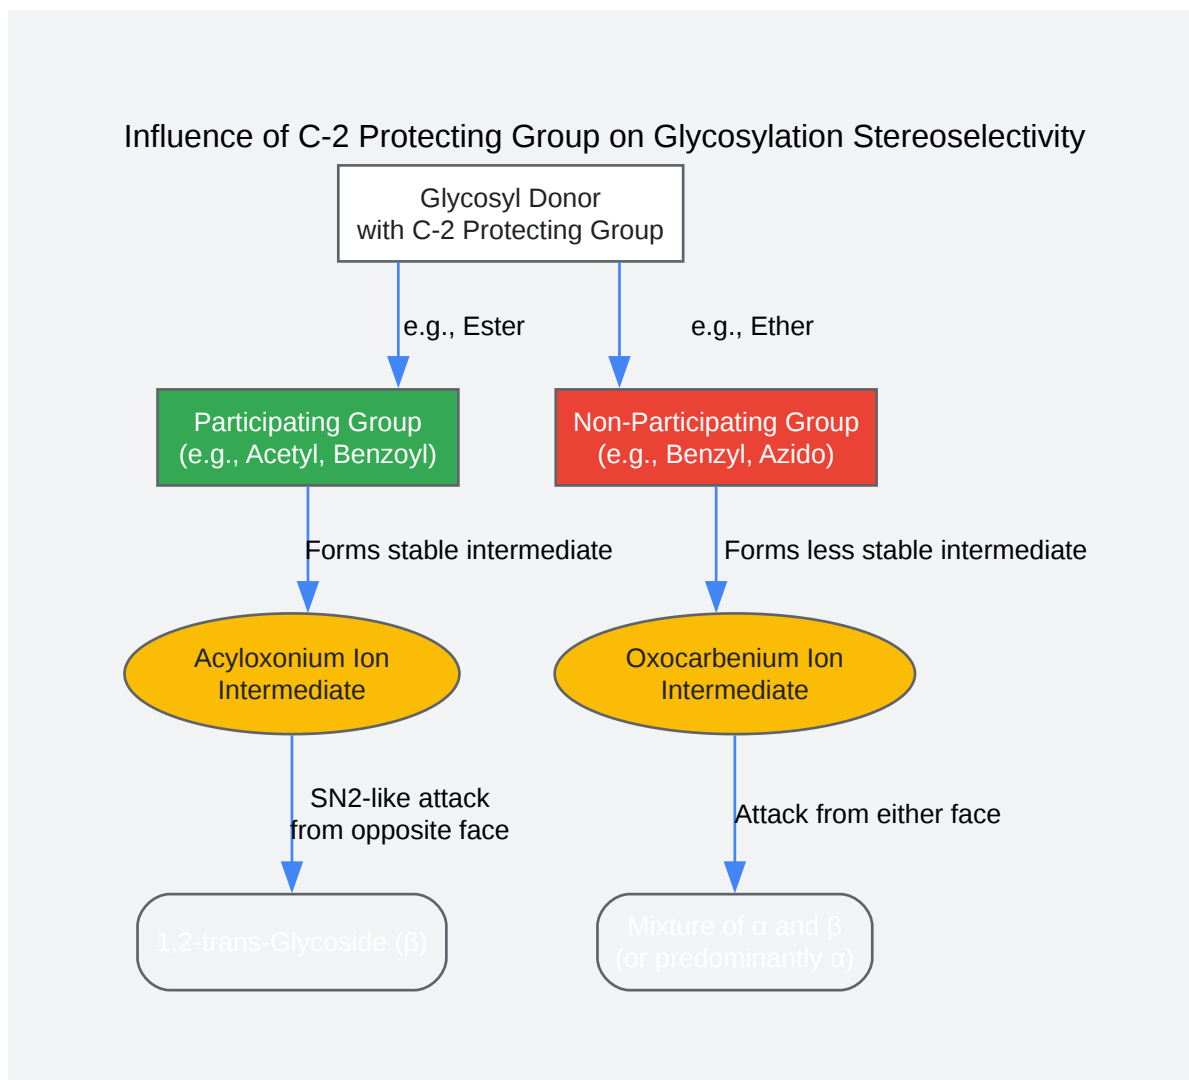 Influence of C-2 Protecting Group on Glycosylation Stereoselectivity
Glycosyl Donor
with C-2 Protecting Group
e.g., Ester
e.g., Ether
Participating Group
(e.g., Acetyl, Benzoyl)
Non-Participating Group
(e.g., Benzyl, Azido)
Forms stable intermediate
Forms less stable intermediate
Acyloxonium Ion
Intermediate
Oxocarbenium Ion
Intermediate
SN2-like attack
from opposite face
Attack from either face
1,2-trans-Glycoside (β)
Mixture of α and β
(or predominantly α)